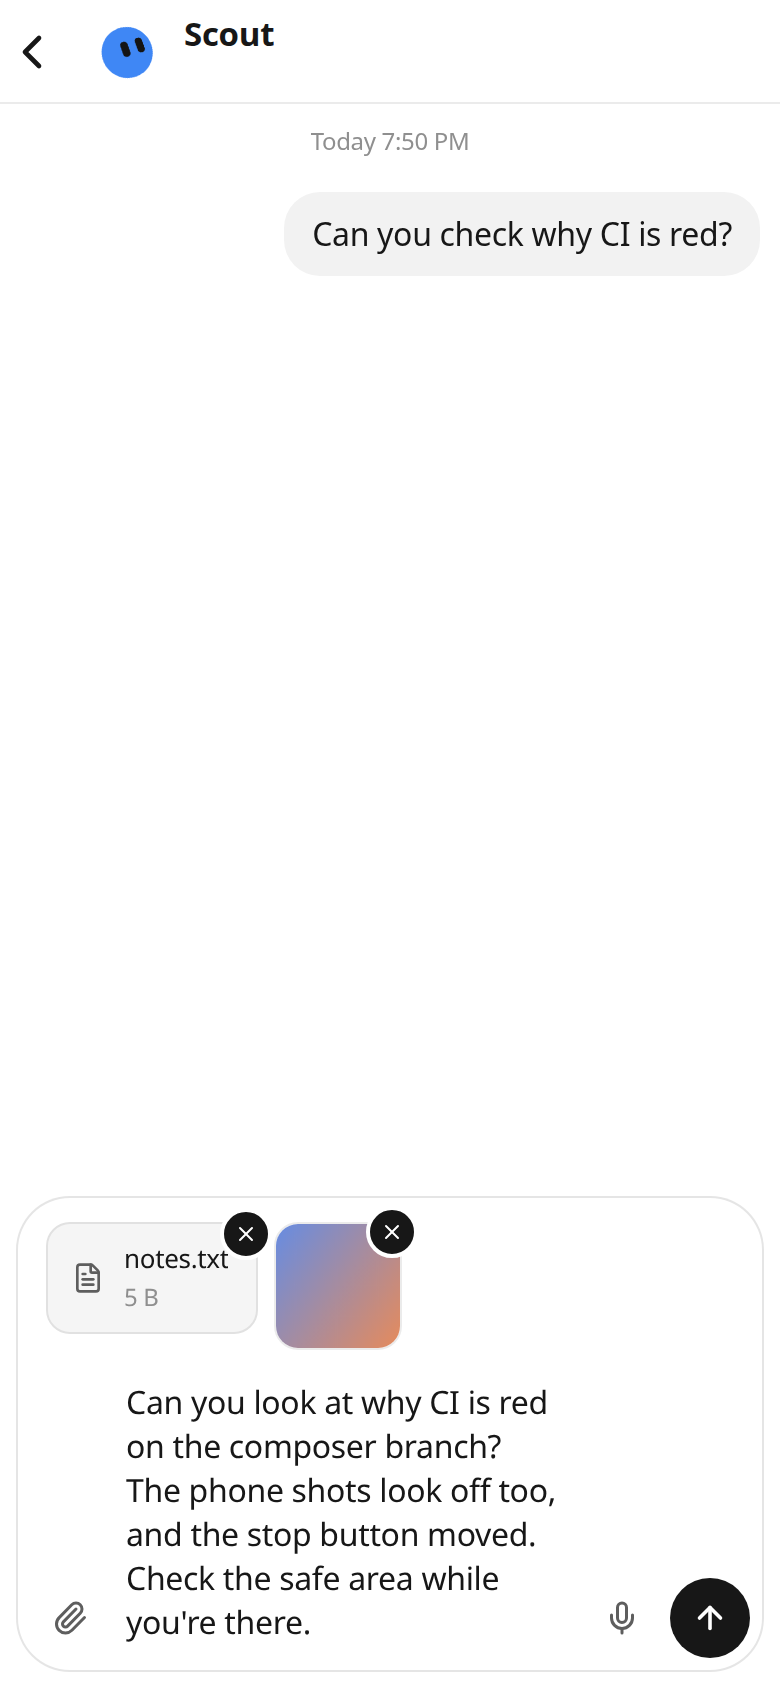 Scout
Today 7:50 PM
Can you check why CI is red?
notes.txt
5 B
Can you look at why CI is red
on the composer branch?
The phone shots look off too,
and the stop button moved.
Check the safe area while
you're there.